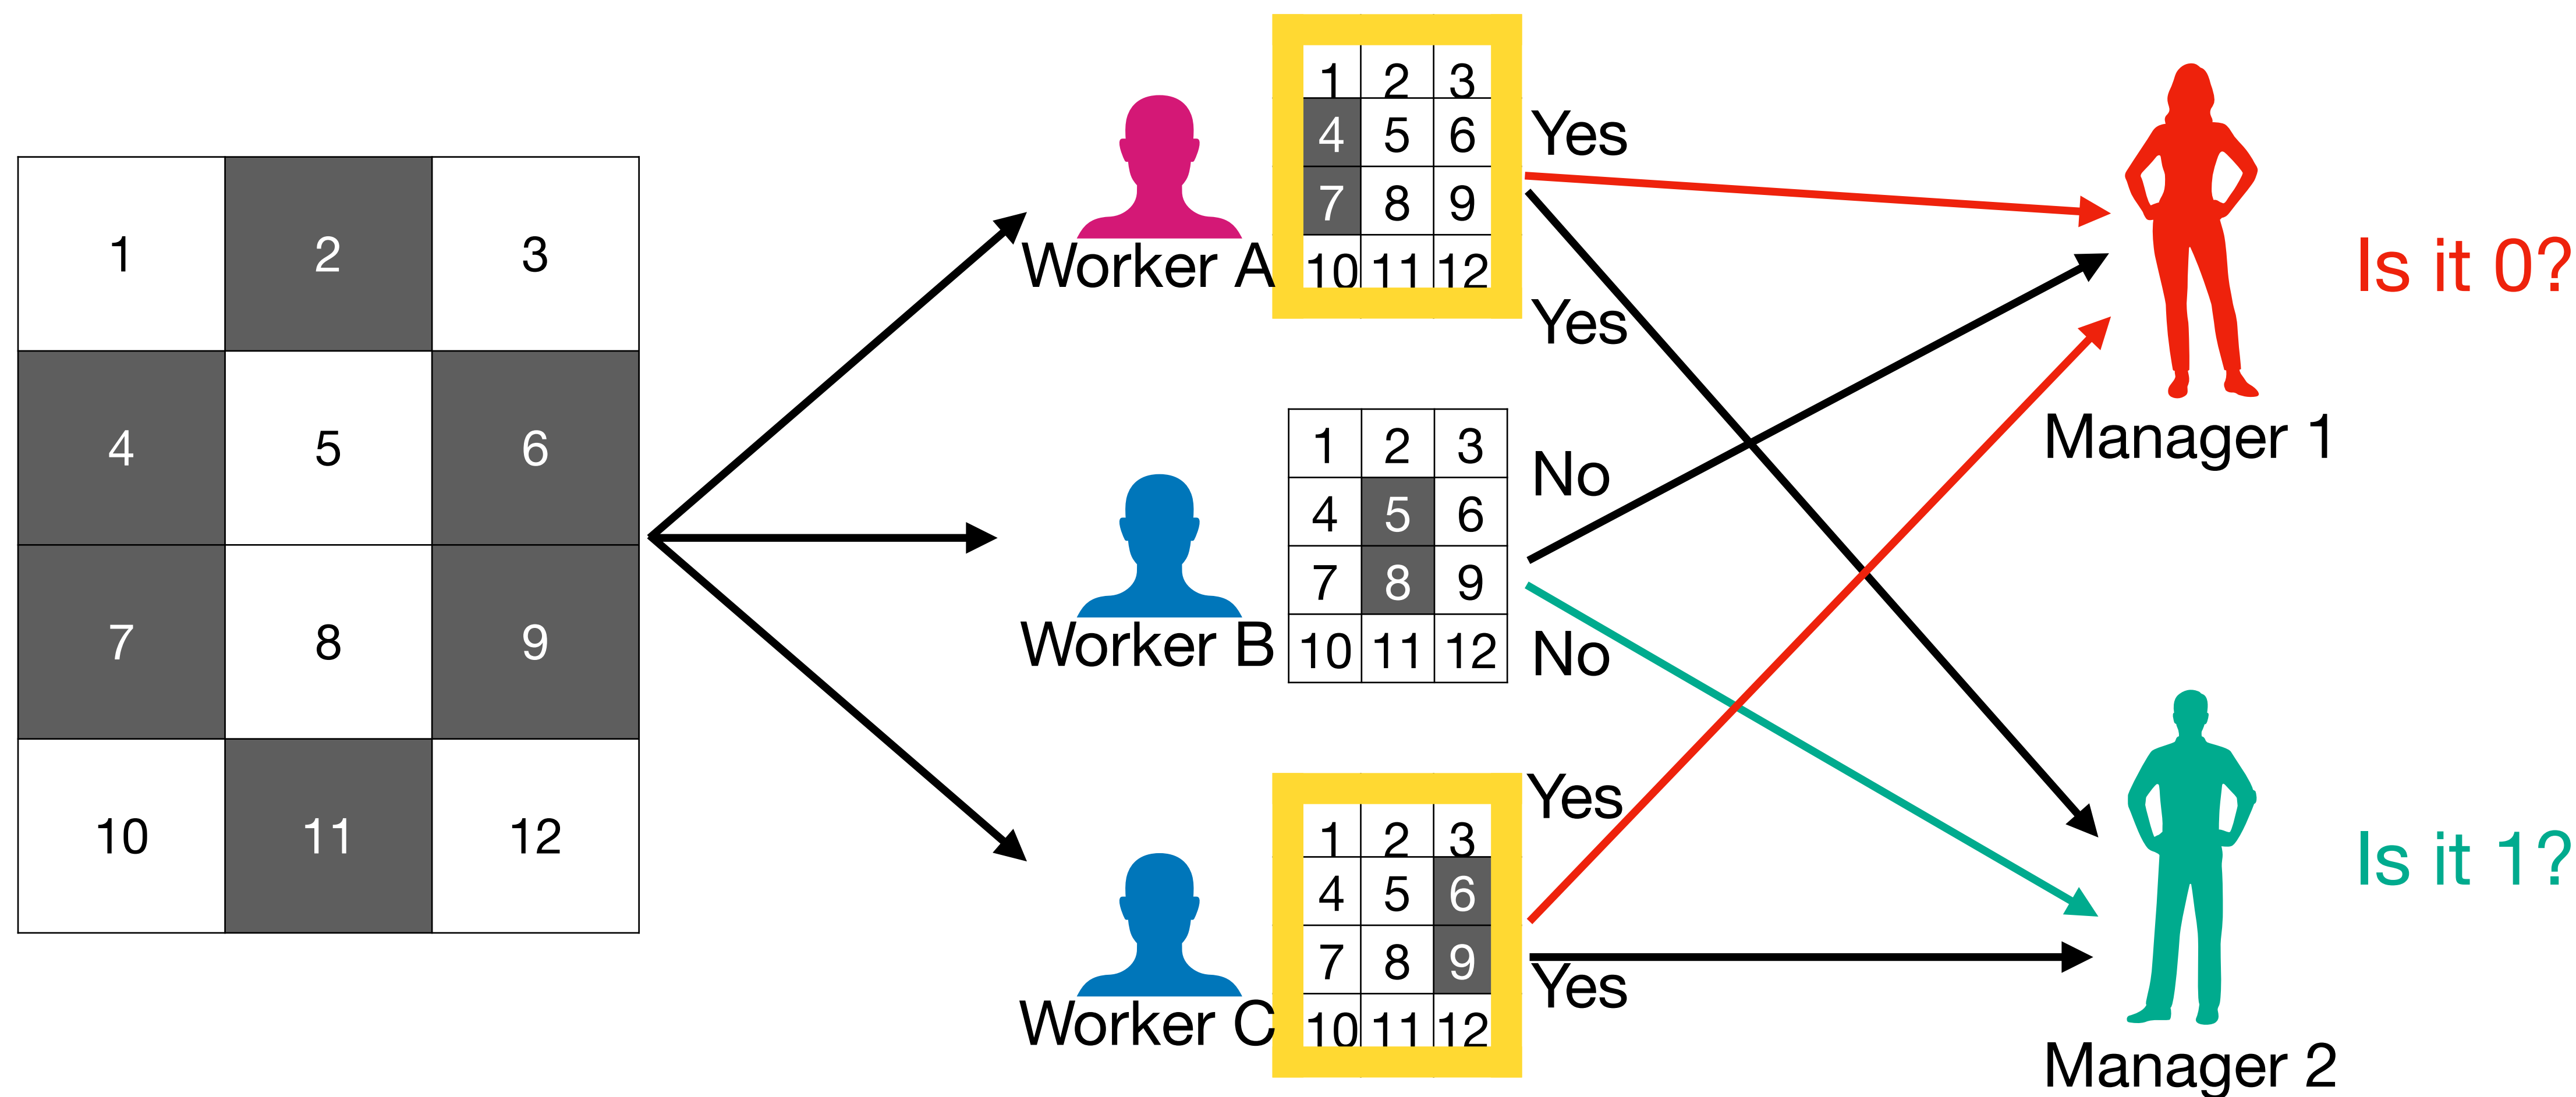 1 2 3
4 5 6
7 8 9
10 11 12
Worker A
1 2 3
4 5 6
7 8 9
10 11 12
Yes
Yes
Worker B
1 2 3
4 5 6
7 8 9
10 11 12
No
No
Worker C
1 2 3
4 5 6
7 8 9
10 11 12
Yes
Yes
Manager 1
Is it 0?
Manager 2
Is it 1?